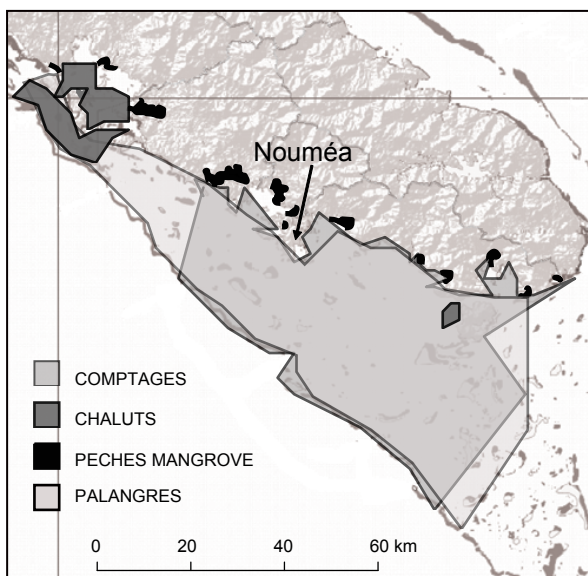 Nouméa
COMPTAGES
CHALUTS
PECHES MANGROVE
PALANGRES
0 20 40 60 km